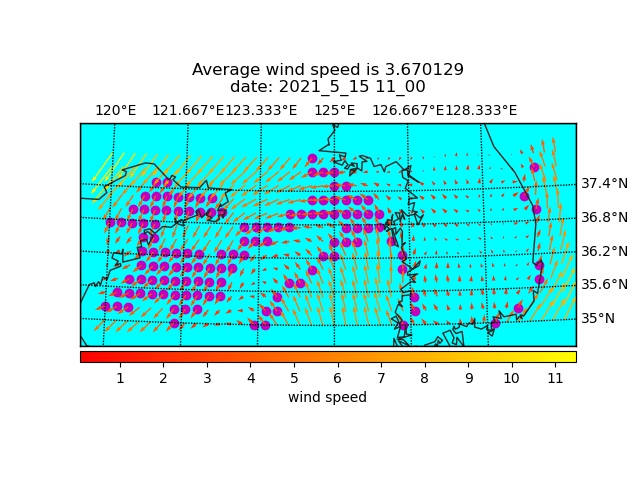 Average wind speed is 3.670129
date: 2021_5_15 11_00
120°E 121.667°E 123.333°E 125°E 126.667°E 128.333°E
37.4°N
36.8°N
36.2°N
35.6°N
35°N
1 2 3 4 5 6 7 8 9 10 11
wind speed